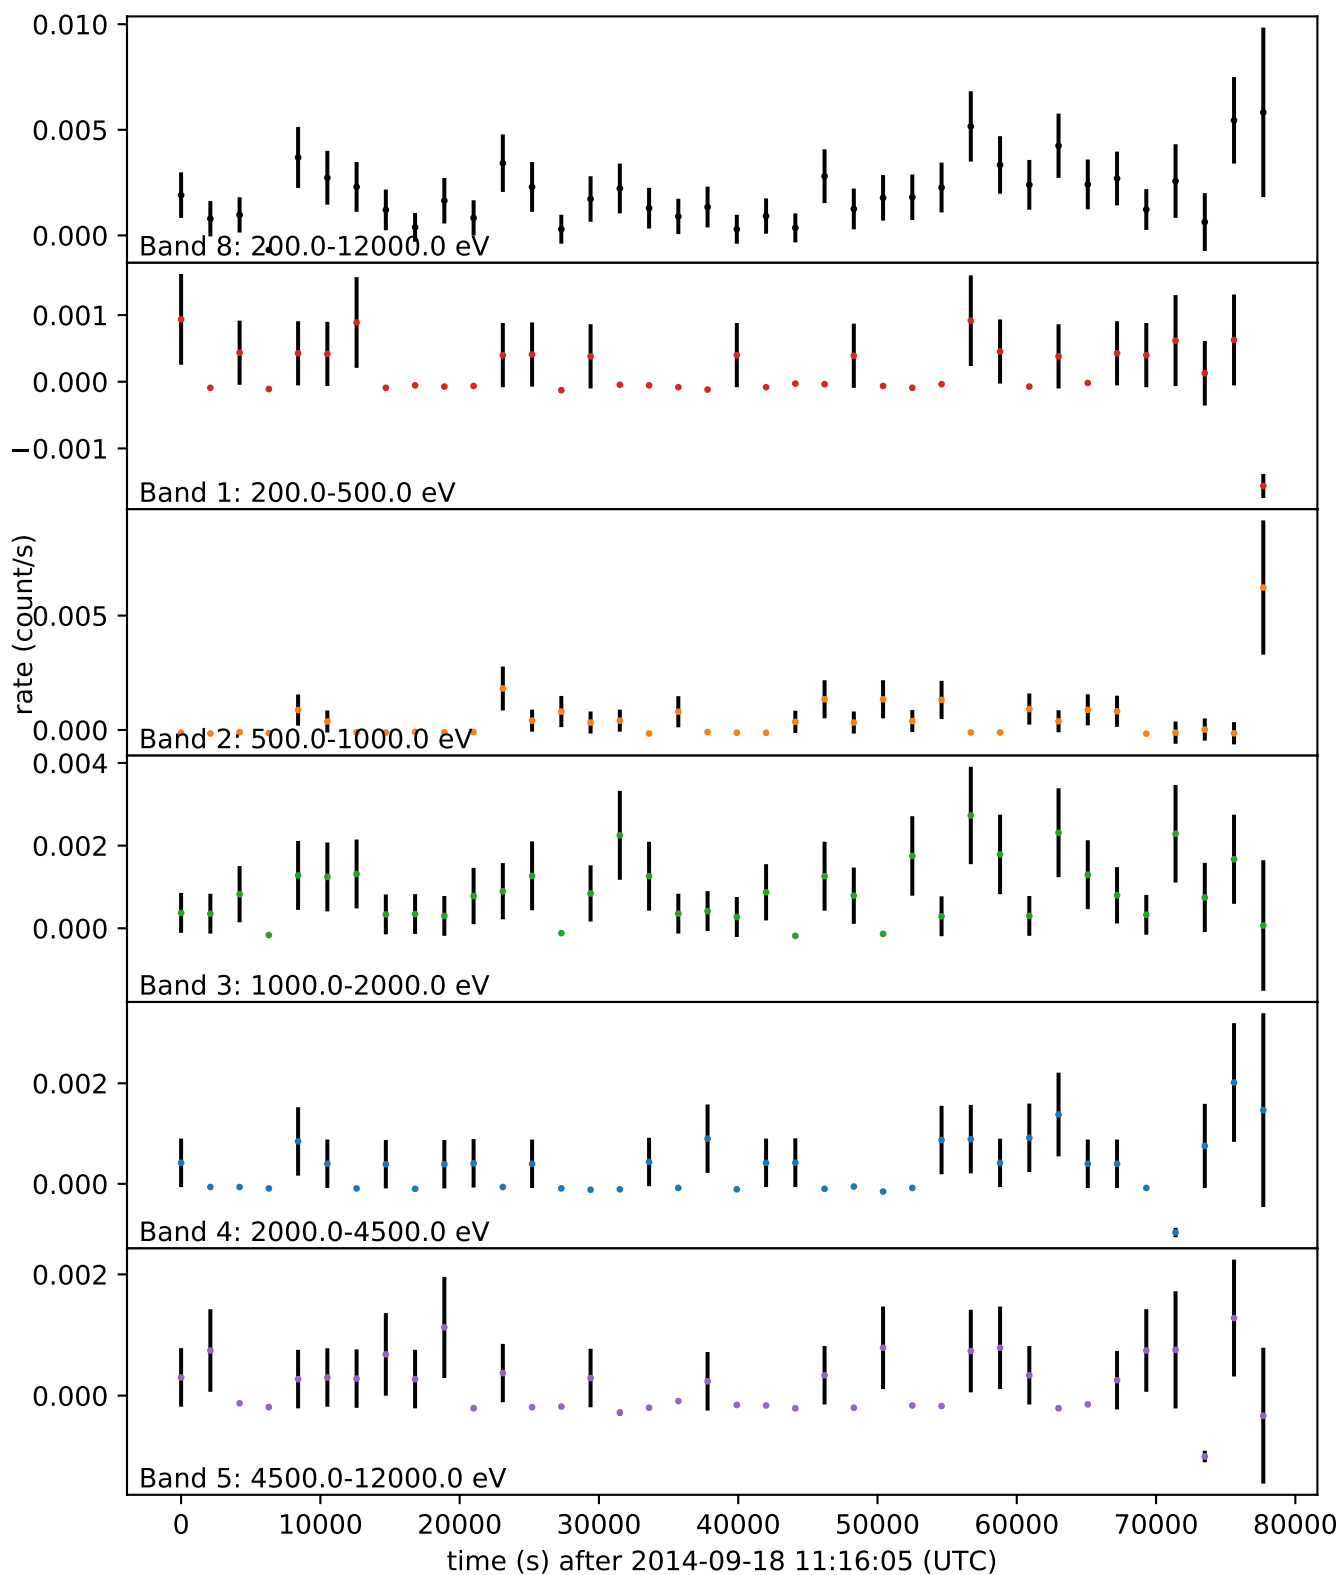 0.010
0.005
0.000
Band 8: 200.0-12000.0 eV
0.001
0.000
−0.001
Band 1: 200.0-500.0 eV
rate (count/s)
0.005
0.000
Band 2: 500.0-1000.0 eV
0.004
0.002
0.000
Band 3: 1000.0-2000.0 eV
0.002
0.000
Band 4: 2000.0-4500.0 eV
0.002
0.000
Band 5: 4500.0-12000.0 eV
0 10000 20000 30000 40000 50000 60000 70000 80000
time (s) after 2014-09-18 11:16:05 (UTC)